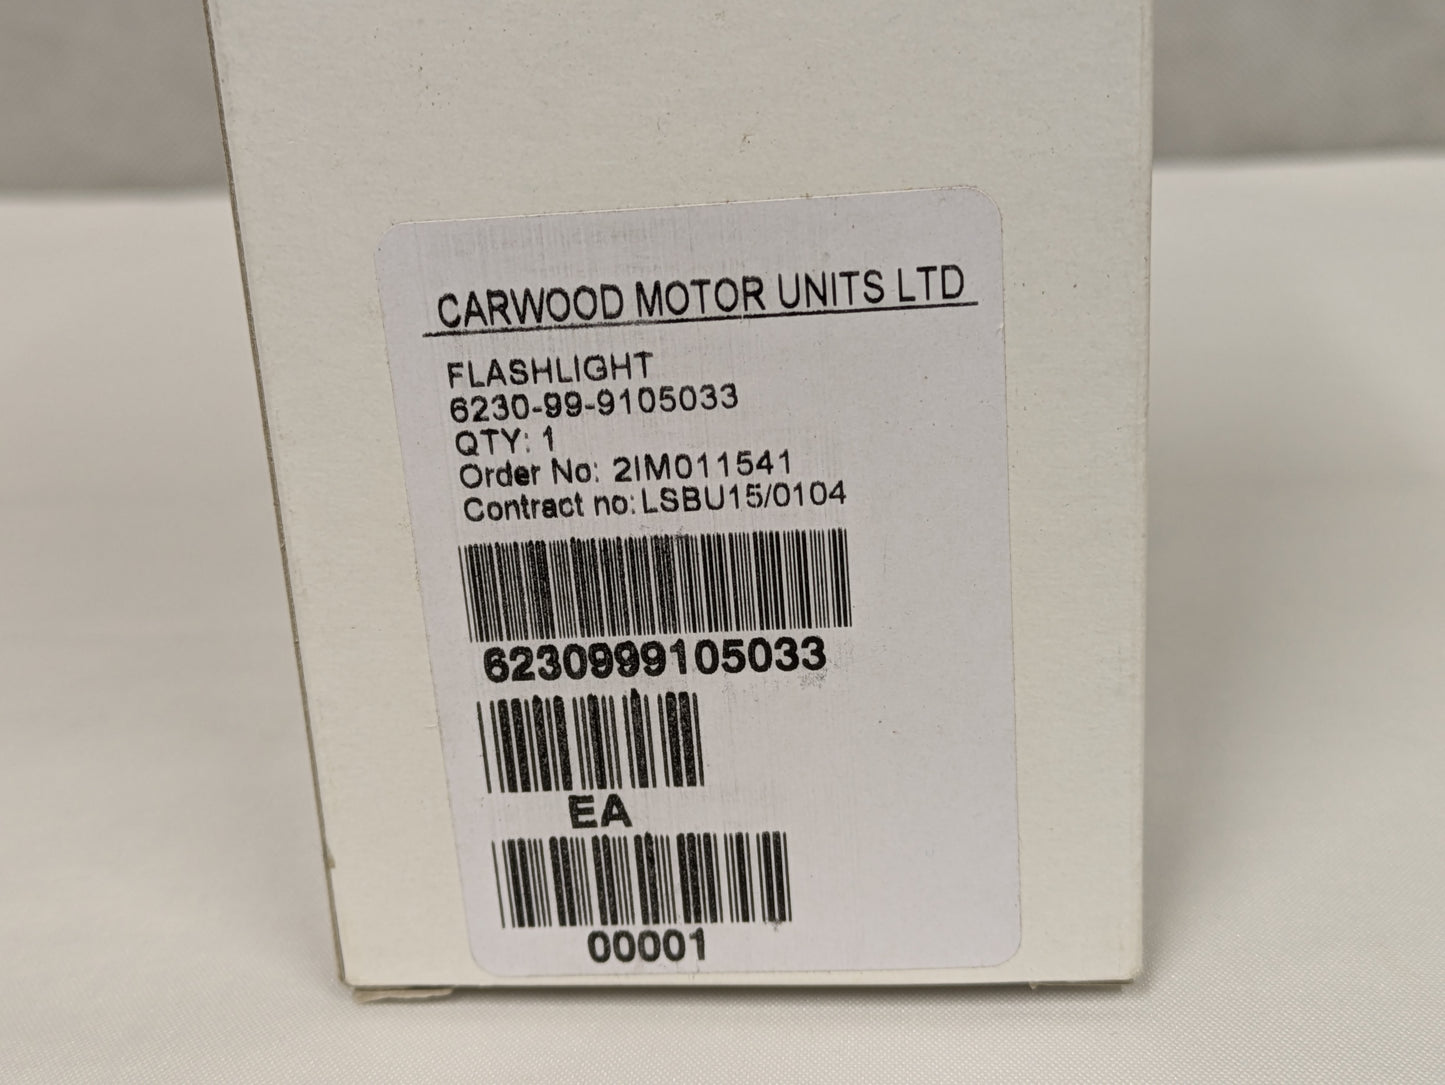 CARWOOD MOTOR UNITS LTD
FLASHLIGHT
6230-99-9105033
QTY: 1
Order No: 2IM011541
Contract no:LSBU15/0104
6230999105033
EA
00001